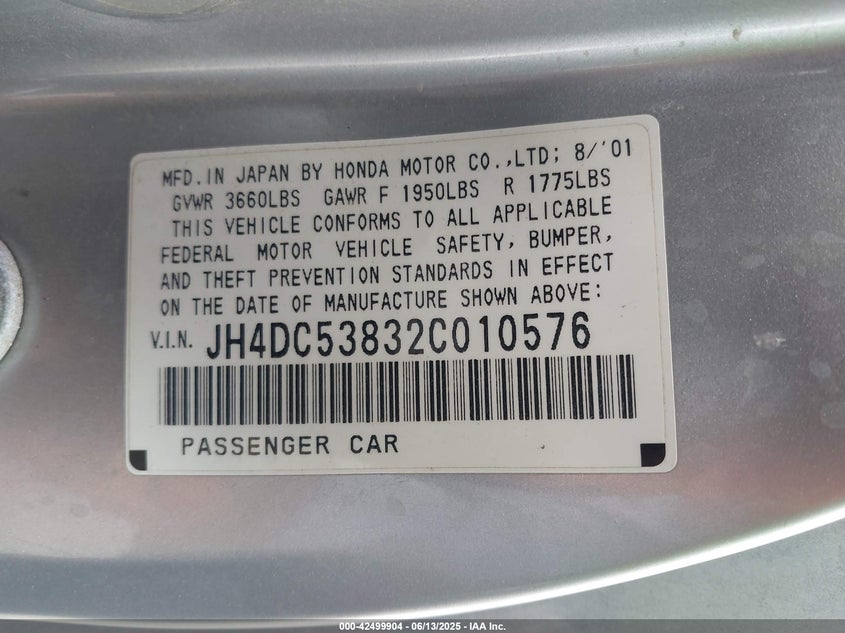 MFD. IN JAPAN BY HONDA MOTOR CO.,LTD; 8/'01
GVWR 3660LBS GAWR F 1950LBS R 1775LBS
THIS VEHICLE CONFORMS TO ALL APPLICABLE
FEDERAL MOTOR VEHICLE SAFETY, BUMPER,
AND THEFT PREVENTION STANDARDS IN EFFECT
ON THE DATE OF MANUFACTURE SHOWN ABOVE:
V.I.N. JH4DC53832C010576
PASSENGER CAR
000-42499904 | 06/13/2025 - IAA Inc.